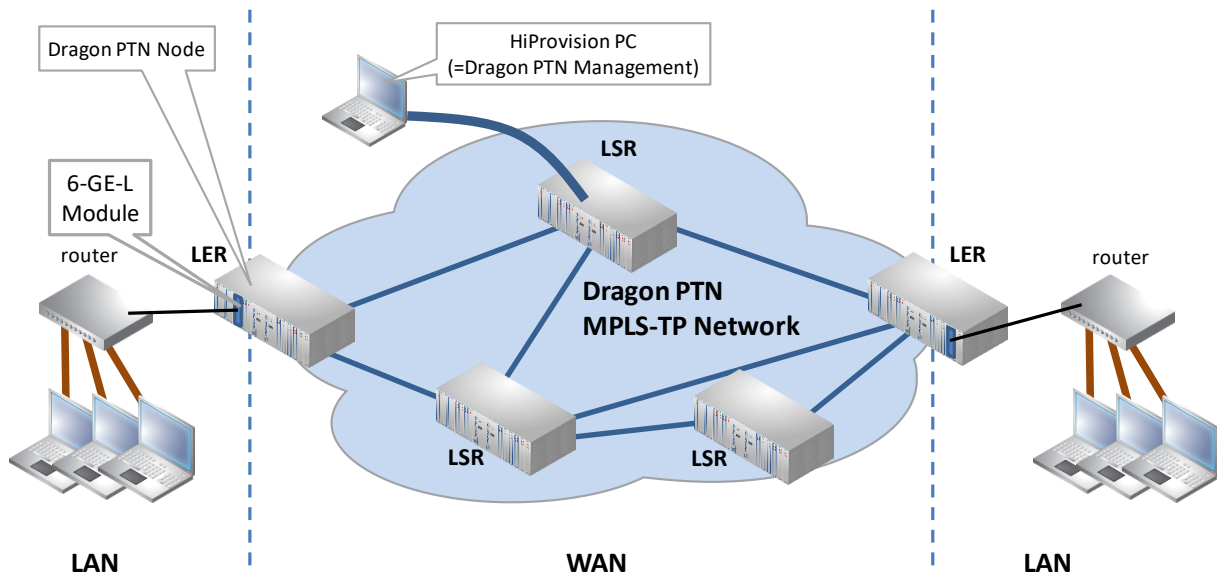 Dragon PTN Node
HiProvision PC
(=Dragon PTN Management)
LSR
6-GE-L
Module
router
LER
LER
router
Dragon PTN
MPLS-TP Network
LSR
LSR
LAN
WAN
LAN